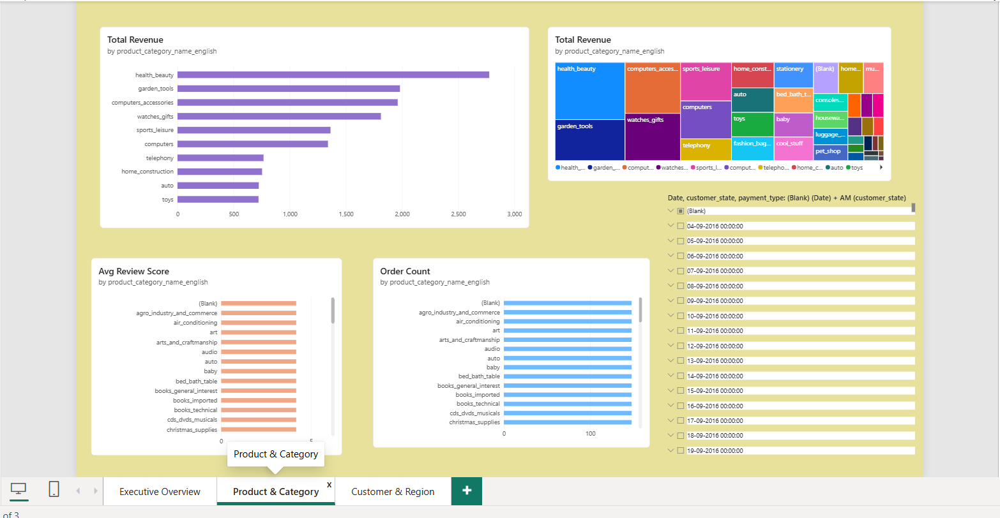 Total Revenue
by product_category_name_english
health_beauty
garden_tools
computers_accessories
watches_gifts
sports_leisure
computers
telephony
home_construction
auto
toys
0 500 1,000 1,500 2,000 2,500 3,000
Total Revenue
by product_category_name_english
health_beauty computers_acces... sports_leisure home_const... stationery (Blank) home... mu...
auto bed_bath_t... consoles...
computers
garden_tools watches_gifts toys baby housewa...
luggage_...
telephony fashion_bag... cool_stuff
pet_shop
health_... garden_... comput... watches... sports_l... comput... telepho... home_c... auto toys
Date, customer_state, payment_type: (Blank) (Date) + AM (customer_state)
(Blank)
04-09-2016 00:00:00
05-09-2016 00:00:00
06-09-2016 00:00:00
07-09-2016 00:00:00
08-09-2016 00:00:00
09-09-2016 00:00:00
10-09-2016 00:00:00
11-09-2016 00:00:00
12-09-2016 00:00:00
13-09-2016 00:00:00
14-09-2016 00:00:00
15-09-2016 00:00:00
16-09-2016 00:00:00
17-09-2016 00:00:00
18-09-2016 00:00:00
19-09-2016 00:00:00
Avg Review Score
by product_category_name_english
(Blank)
agro_industry_and_commerce
air_conditioning
art
arts_and_craftmanship
audio
auto
baby
bed_bath_table
books_general_interest
books_imported
books_technical
cds_dvds_musicals
christmas_supplies
0 5
Order Count
by product_category_name_english
(Blank)
agro_industry_and_commerce
air_conditioning
art
arts_and_craftmanship
audio
auto
baby
bed_bath_table
books_general_interest
books_imported
books_technical
cds_dvds_musicals
christmas_supplies
0 100
Product & Category
Executive Overview Product & Category x Customer & Region +
of 3